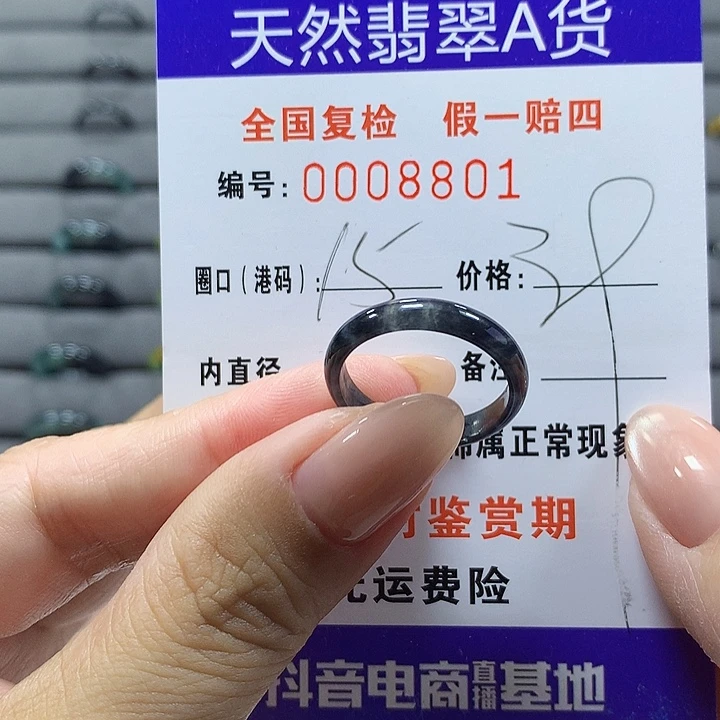 天然翡翠A货
全国复检 假一赔四
编号: 0008801
圈口(港码): 15 价格: 39
内直径 备注
属正常现象
鉴赏期
运费险
抖音电商直播基地